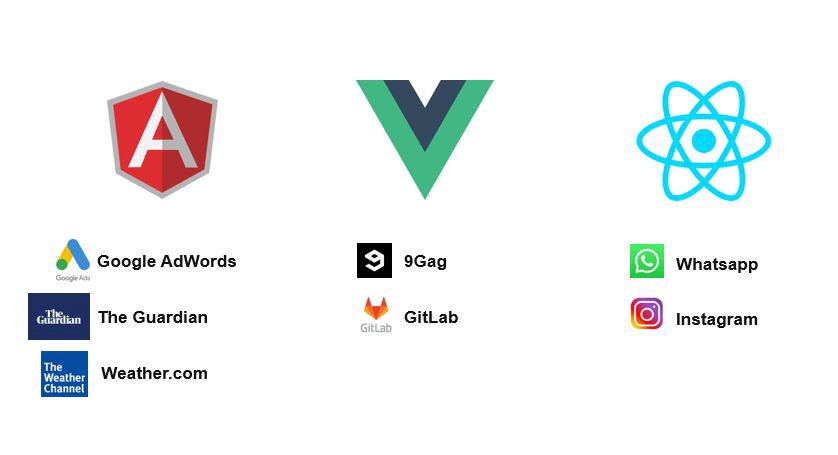 Google Ads
Google AdWords
The
Guardian
The Guardian
The
Weather
Channel
Weather.com
9Gag
GitLab
GitLab
Whatsapp
Instagram